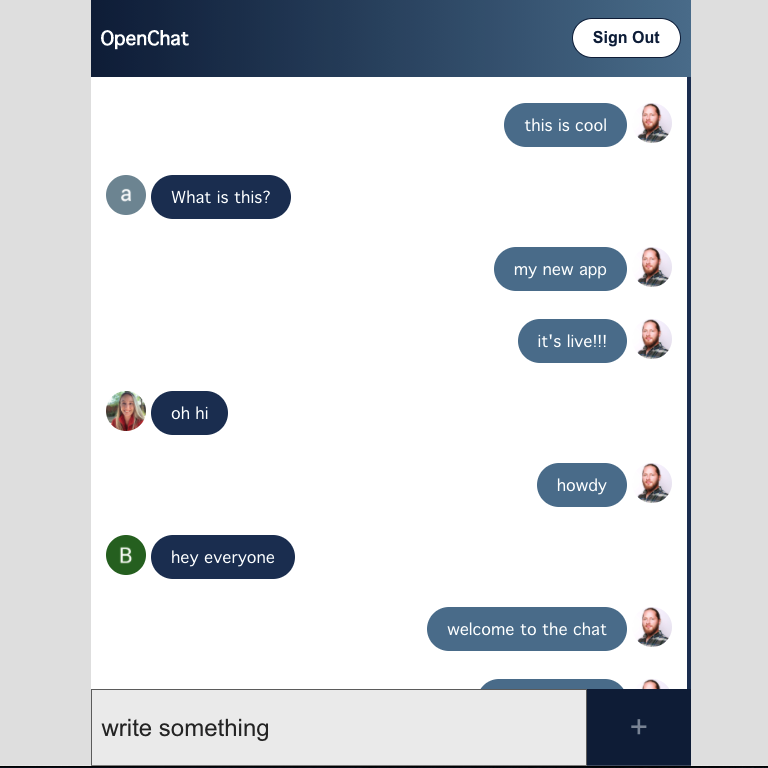 OpenChat
Sign Out
this is cool
a
What is this?
my new app
it's live!!!
oh hi
howdy
B
hey everyone
welcome to the chat
write something
+